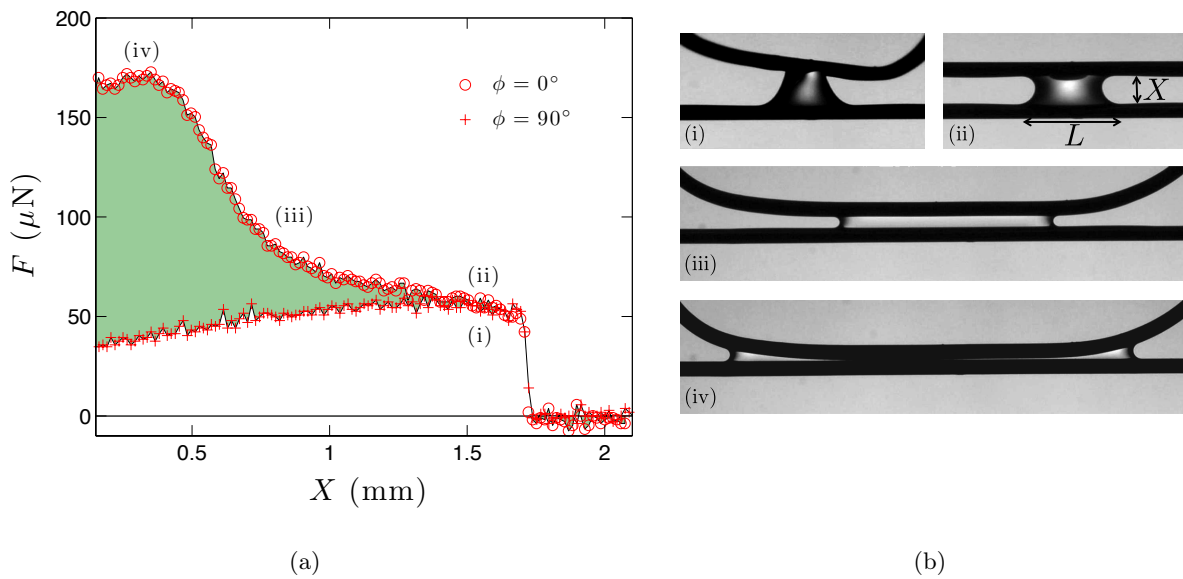 200
150
100
50
0
F (μN)
(iv)
(iii)
(ii)
(i)
ϕ = 0°
ϕ = 90°
0.5 1 1.5 2
X (mm)
(a)
(i)
(ii)
X
L
(iii)
(iv)
(b)